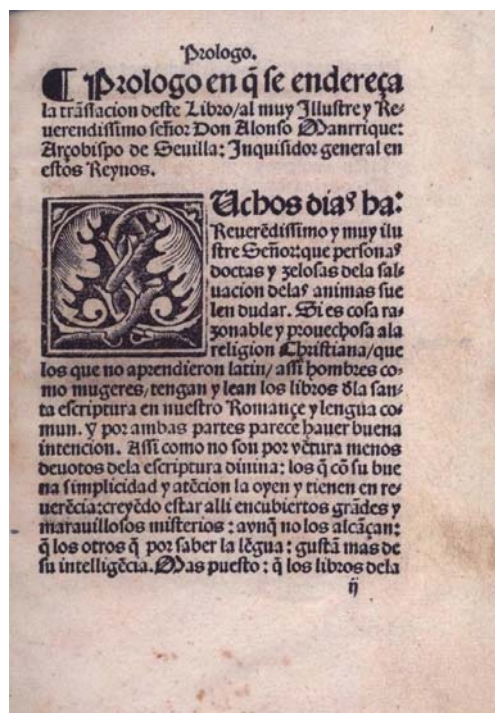 Prologo.
¶ Prologo en q̃ se endereça
la trãslacion deste Libro/al muy Illustre y Re-
uerendissimo señor Don Alonso Manrrique:
Arçobispo de Seuilla: Inquisidor general en
estos Reynos.
MUchos dias ha:
Reuerẽdissimo y muy ilu
stre Señor:que personas
doctas y zelosas dela sal-
uacion delas animas sue
len dudar. Si es cosa ra-
zonable y prouechosa ala
religion Christiana/que
los que no aprendieron latin/assi hombres co-
mo mugeres/tengan y lean los libros dla san-
ta escriptura en nuestro Romançe y lengua co-
mun. y por ambas partes parece hauer buena
intencion. Assi como no son por vẽtura menos
deuotos dela escriptura diuina: los q̃ cõ su bue
na simplicidad y atẽcion la oyen y tienen en re-
uerẽcia:creyẽdo estar alli encubiertos grãdes y
marauillosos misterios : aunq̃ no los alcãçan:
q̃ los otros q̃ por saber la lẽgua: gustã mas de
su intelligẽcia. Mas puesto : q̃ los libros dela
ij